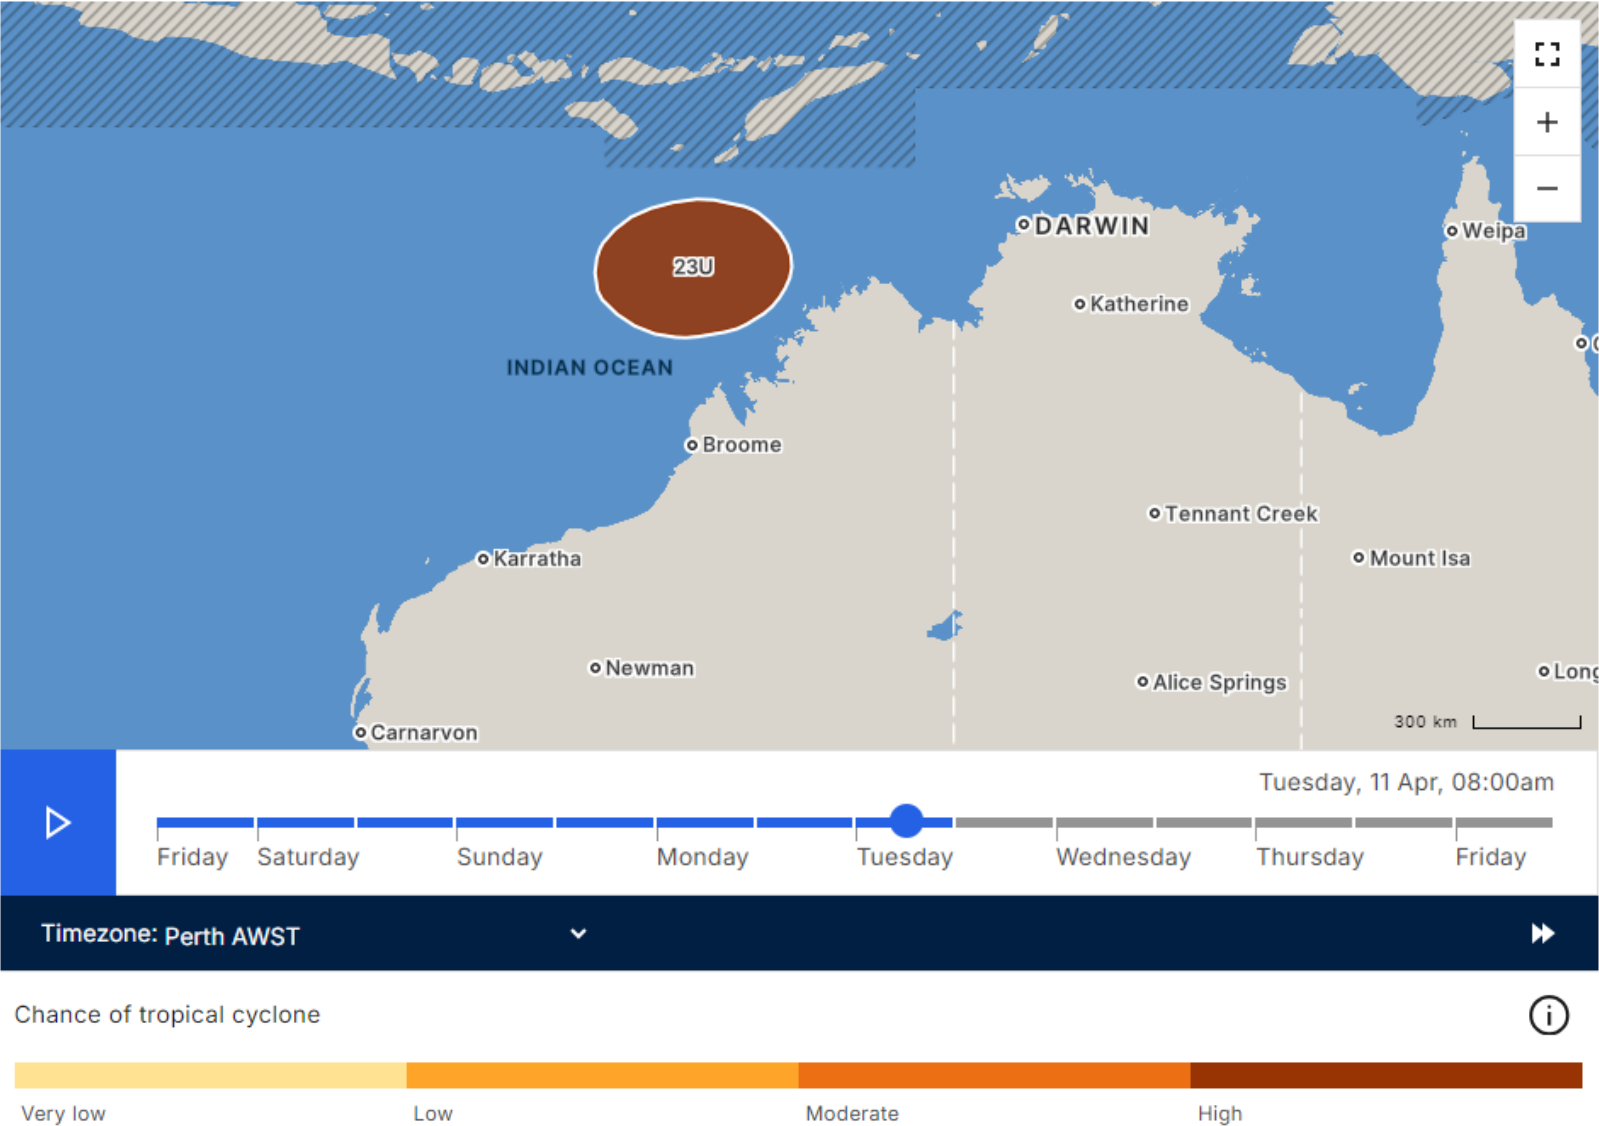 DARWIN
Weipa
23U
Katherine
INDIAN OCEAN
Broome
Tennant Creek
Karratha
Mount Isa
Newman
Alice Springs
300 km
Carnarvon
Tuesday, 11 Apr, 08:00am
Friday Saturday Sunday Monday Tuesday Wednesday Thursday Friday
Timezone: Perth AWST
Chance of tropical cyclone
Very low Low Moderate High